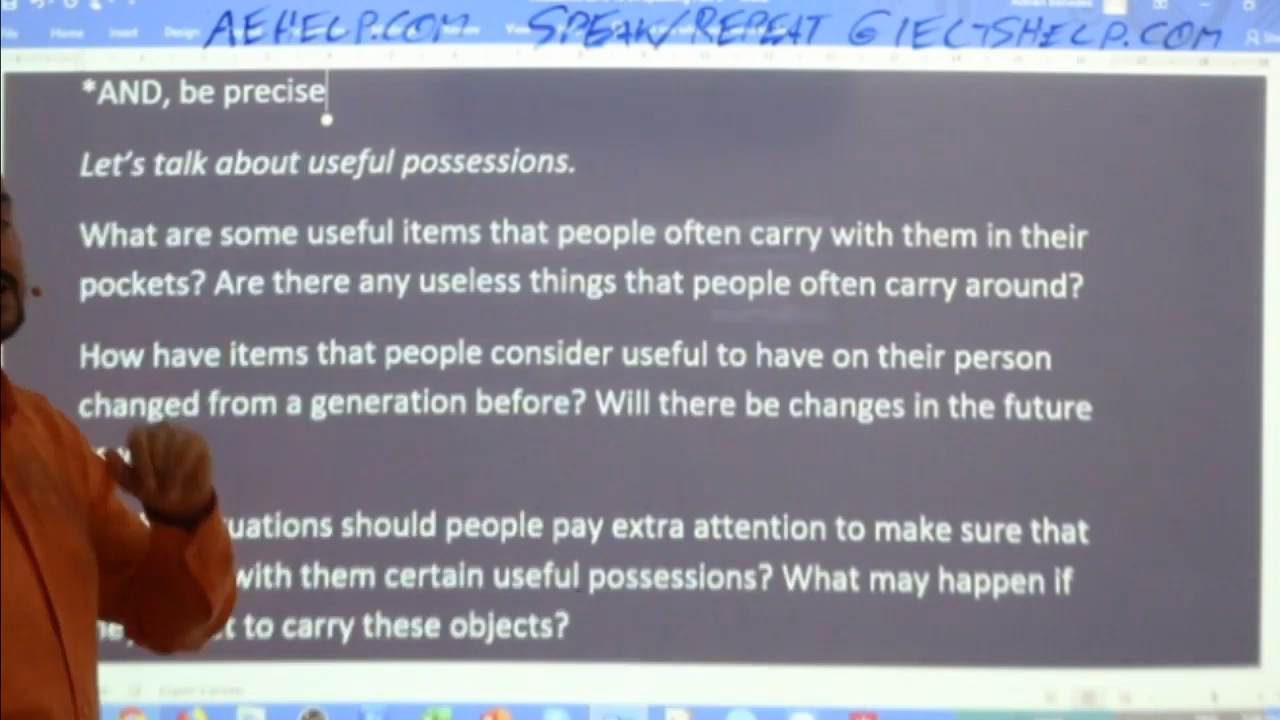 AEHELP.COM SPEAK/REPEAT @ IELTSHELP.COM
Home Insert Design
*AND, be precise
Let's talk about useful possessions.
What are some useful items that people often carry with them in their
pockets? Are there any useless things that people often carry around?
How have items that people consider useful to have on their person
changed from a generation before? Will there be changes in the future
should people pay extra attention to make sure that
with them certain useful possessions? What may happen if
to carry these objects?